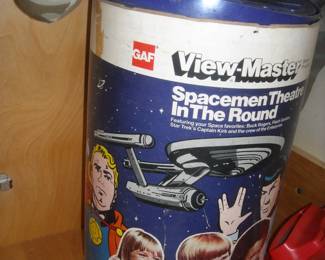 GAF
View-Master
Spacemen Theatre
In The Round
Featuring your Space favorites: Buck Rogers, Flash Gordon,
Star Trek's Captain Kirk and the crew of the Enterprise